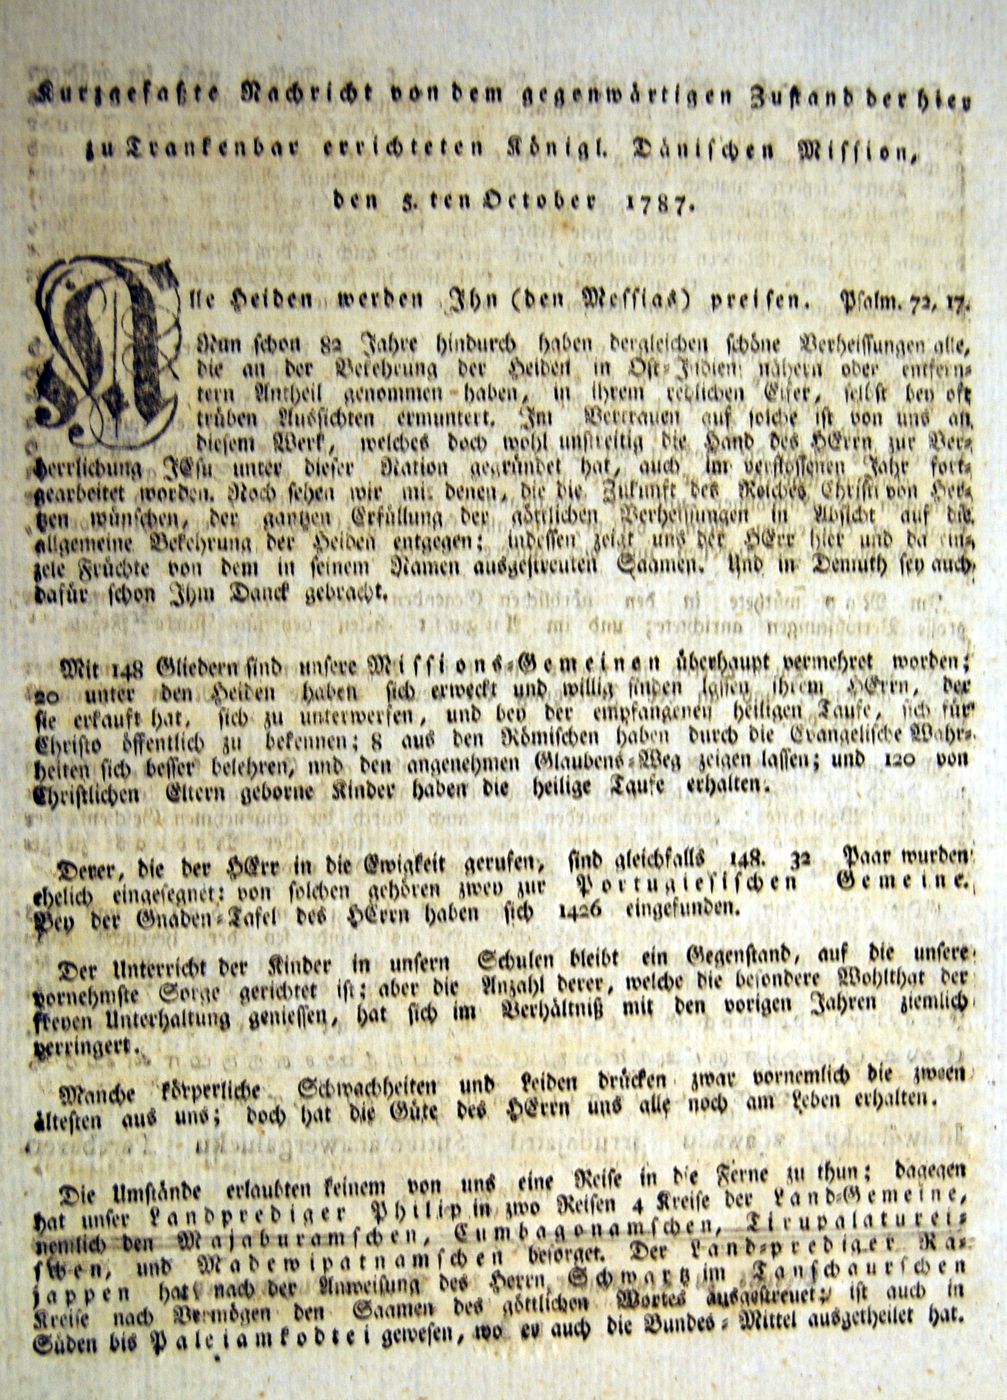 Kurzgefaßte Nachricht von dem gegenwärtigen Zustand der hier
zu Trankenbar errichteten Königl. Dänischen Mission,
den 5. ten October 1787.
Alle Heiden werden Ihn (den Messias) preisen. Psalm. 72, 17.
Nun schon 82 Jahre hindurch haben dergleichen schöne Verheissungen alle,
die an der Bekehrung der Heiden in Ost-Indien nähern oder entfern-
tern Antheil genommen haben, in ihrem redlichen Eifer, selbst bey oft
trüben Aussichten ermuntert. Im Vertrauen auf solche ist von uns an
diesem Werk, welches doch wohl unstreitig die Hand des HErrn zur Ver-
herrlichung JEsu unter dieser Nation gegründet hat, auch im verflossenen Jahr fort-
gearbeitet worden. Noch sehen wir mit denen, die die Zukunft des Reiches Christi von Her-
tzen wünschen, der gantzen Erfüllung der göttlichen Verheissungen in Absicht auf die
allgemeine Bekehrung der Heiden entgegen: indessen zeigt uns der HErr hier und da ein-
zele Früchte von dem in seinem Namen ausgestreuten Saamen. Und in Demuth sey auch
dafür schon Ihm Danck gebracht.
Mit 148 Gliedern sind unsere Missions-Gemeinen überhaupt vermehret worden;
20 unter den Heiden haben sich erweckt und willig finden lassen ihrem HErrn, der
sie erkauft hat, sich zu unterwerfen, und bey der empfangenen heiligen Taufe, sich für
Christo öffentlich zu bekennen; 8 aus den Römischen haben durch die Evangelische Wahr-
heiten sich besser belehren, und den angenehmen Glaubens-Weg zeigen lassen; und 120 von
Christlichen Eltern geborne Kinder haben die heilige Taufe erhalten.
Derer, die der HErr in die Ewigkeit gerufen, sind gleichfalls 148. 32 Paar wurden
ehelich eingesegnet: von solchen gehören zwey zur Portugiesischen Gemeine.
Bey der Gnaden-Tafel des HErrn haben sich 1426 eingefunden.
Der Unterricht der Kinder in unsern Schulen bleibt ein Gegenstand, auf die unsere
vornehmste Sorge gerichtet ist; aber die Anzahl derer, welche die besondere Wohlthat der
freyen Unterhaltung geniessen, hat sich im Verhältniß mit den vorigen Jahren ziemlich
verringert.
Manche körperliche Schwachheiten und Leiden drücken zwar vornemlich die zween
ältesten aus uns; doch hat die Güte des HErrn uns alle noch am Leben erhalten.
Die Umstände erlaubten keinem von uns eine Reise in die Ferne zu thun; dagegen
hat unser Landprediger Philip in zwo Reisen 4 Kreise der Land-Gemeine,
nemlich den Majaburamschen, Cumbagonamschen, Tirupalaturei-
schen, und Madewipatnamschen besorget. Der Land-prediger Ra-
jappen hat nach der Anweisung des Herrn Schwartz im Tanschaurschen
Kreise nach Vermögen den Saamen des göttlichen Wortes ausgestreuet; ist auch in
Süden bis Paleiamkodtei gewesen, wo er auch die Bundes-Mittel ausgetheilet hat.